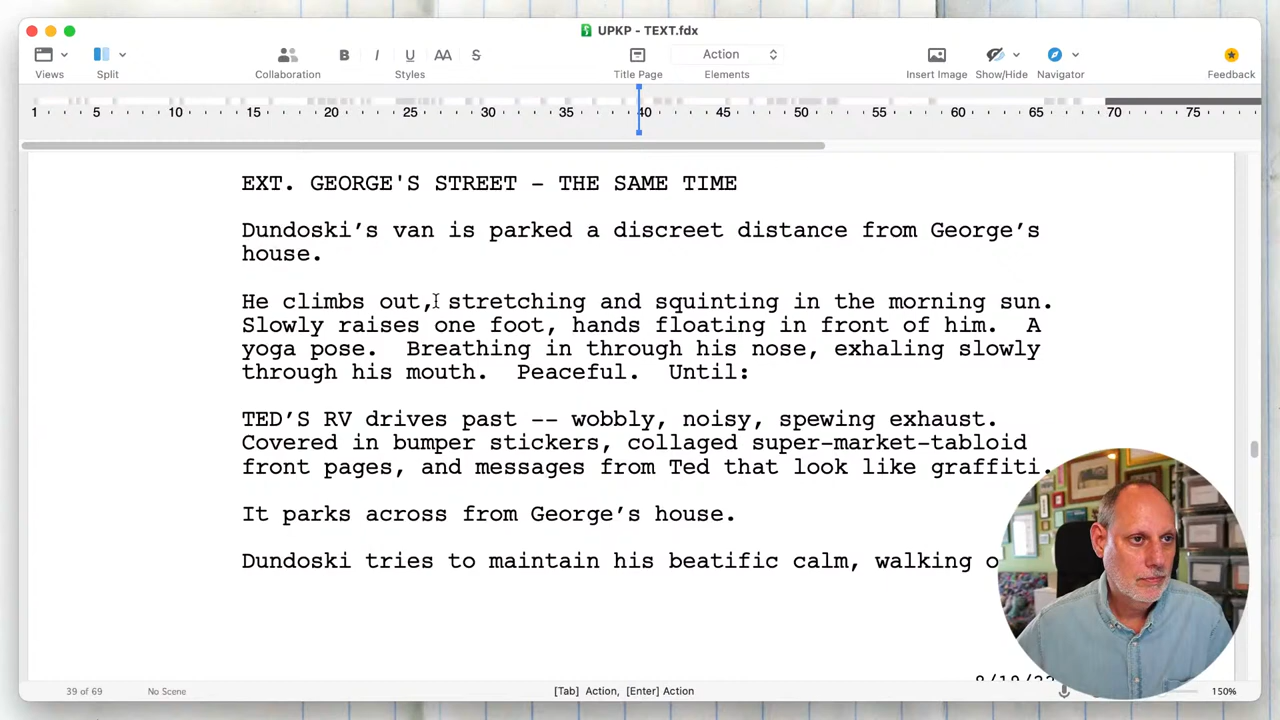 UPKP - TEXT.fdx
Views
Split
Collaboration
B I U AA S
Styles
Title Page
Action
Elements
Insert Image
Show/Hide
Navigator
Feedback
1 5 10 15 20 25 30 35 40 45 50 55 60 65 70 75
EXT. GEORGE'S STREET - THE SAME TIME
Dundoski’s van is parked a discreet distance from George’s
house.
He climbs out, stretching and squinting in the morning sun.
Slowly raises one foot, hands floating in front of him.  A
yoga pose.  Breathing in through his nose, exhaling slowly
through his mouth.  Peaceful.  Until:
TED’S RV drives past -- wobbly, noisy, spewing exhaust.
Covered in bumper stickers, collaged super-market-tabloid
front pages, and messages from Ted that look like graffiti.
It parks across from George’s house.
Dundoski tries to maintain his beatific calm, walking
39 of 69
No Scene
[Tab] Action, [Enter] Action
150%